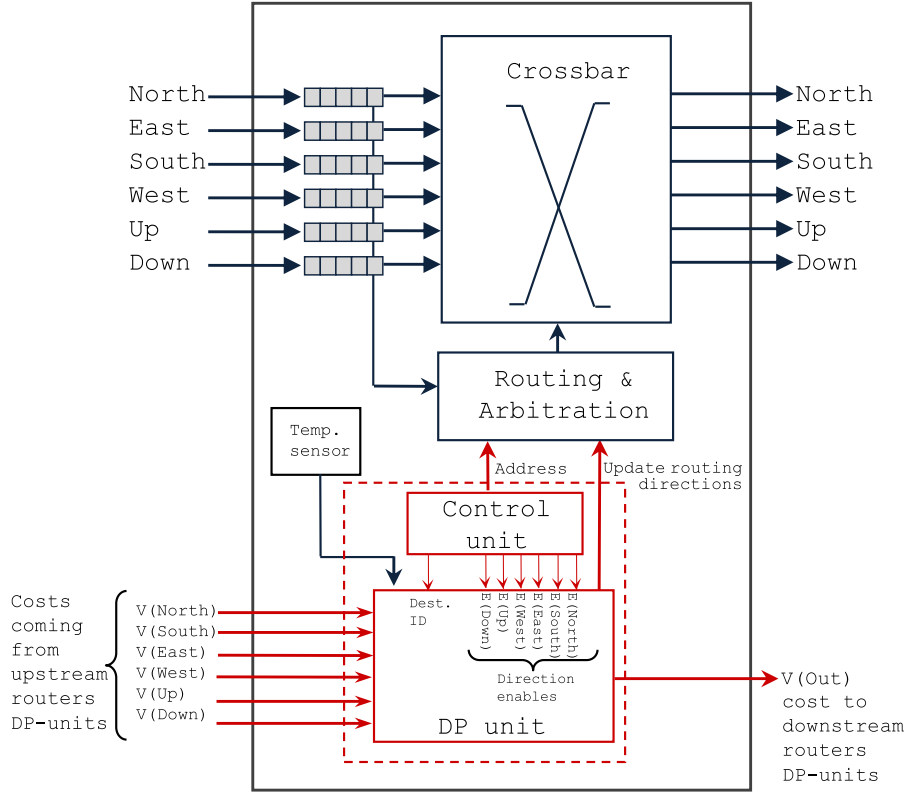 Crossbar
North
East
South
West
Up
Down
North
East
South
West
Up
Down
Routing &
Arbitration
Temp.
sensor
Address
Update routing
directions
Control
unit
Costs
coming
from
upstream
routers
DP-units
V(North)
V(South)
V(East)
V(West)
V(Up)
V(Down)
Dest.
ID
E(Down)
E(Up)
E(West)
E(East)
E(South)
E(North)
Direction
enables
DP unit
V(Out)
cost to
downstream
routers
DP-units